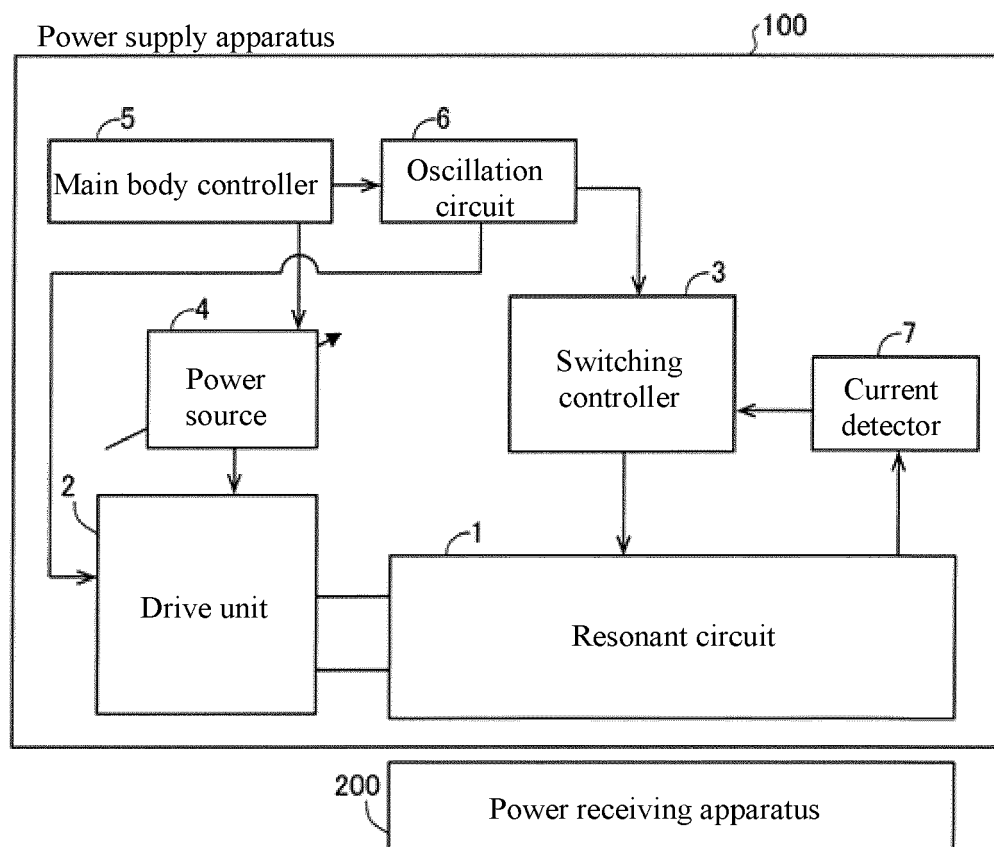 Power supply apparatus
100
5
Main body controller
6
Oscillation
circuit
3
Switching
controller
4
Power
source
7
Current
detector
2
Drive unit
1
Resonant circuit
200
Power receiving apparatus